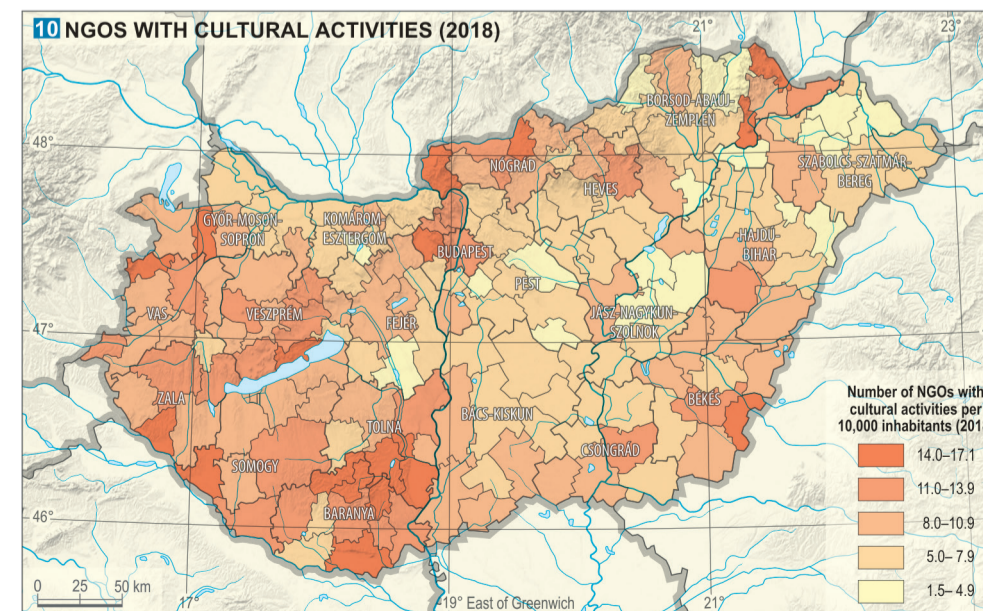 10 NGOS WITH CULTURAL ACTIVITIES (2018)
21°
23°
48°
BORSOD-ABAÚJ-
ZEMPLÉN
NÓGRÁD
HEVES
SZABOLCS-SZATMÁR-
BEREG
GYŐR-MOSON-
SOPRON
KOMÁROM-
ESZTERGOM
BUDAPEST
HAJDÚ-
BIHAR
PEST
VAS
VESZPRÉM
FEJÉR
JÁSZ-NAGYKUN-
SZOLNOK
47°
47°
ZALA
TOLNA
BÁCS-KISKUN
BÉKÉS
SOMOGY
CSONGRÁD
BARANYA
46°
46°
Number of NGOs with
cultural activities per
10,000 inhabitants (201
14.0–17.1
11.0–13.9
8.0–10.9
5.0– 7.9
1.5– 4.9
0 25 50 km
17°
19° East of Greenwich
21°